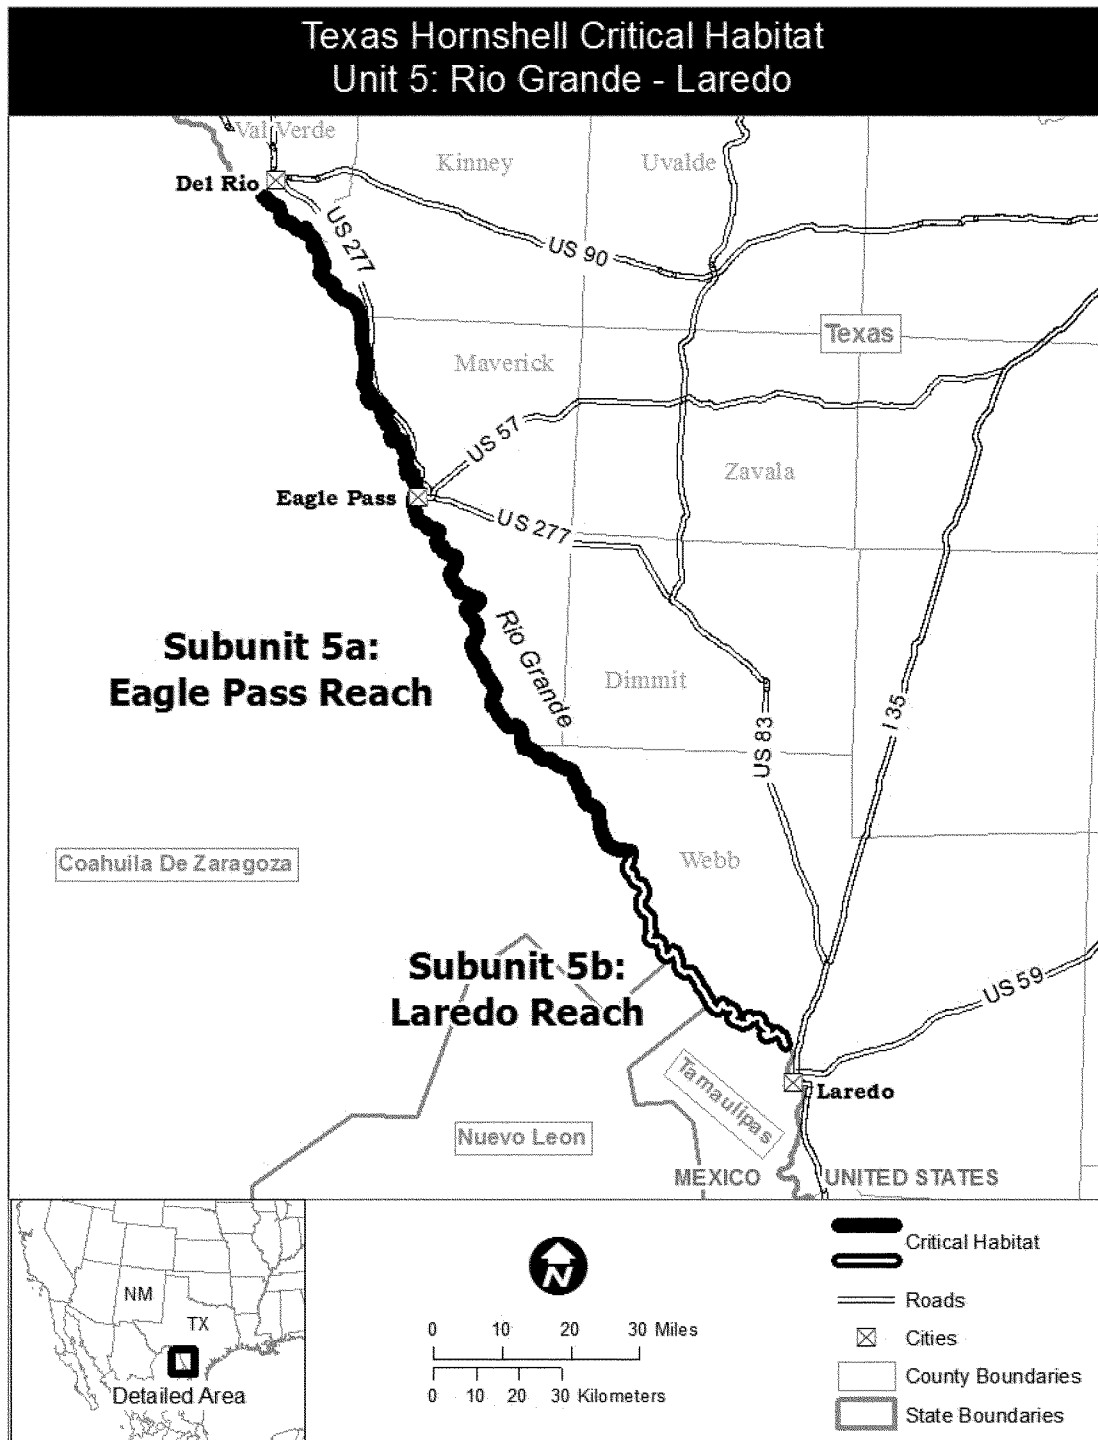 Texas Hornshell Critical Habitat
Unit 5: Rio Grande - Laredo
Val Verde
Kinney
Uvalde
Del Rio
US 277
US 90
Texas
Maverick
US 57
Zavala
Eagle Pass
US 277
Rio Grande
Subunit 5a:
Eagle Pass Reach
Dimmit
US 83
I 35
Coahuila De Zaragoza
Webb
Subunit 5b:
Laredo Reach
US 59
Tamaulipas
Laredo
Nuevo Leon
MEXICO
UNITED STATES
NM
TX
Detailed Area
N
0 10 20 30 Miles
0 10 20 30 Kilometers
Critical Habitat
Roads
Cities
County Boundaries
State Boundaries